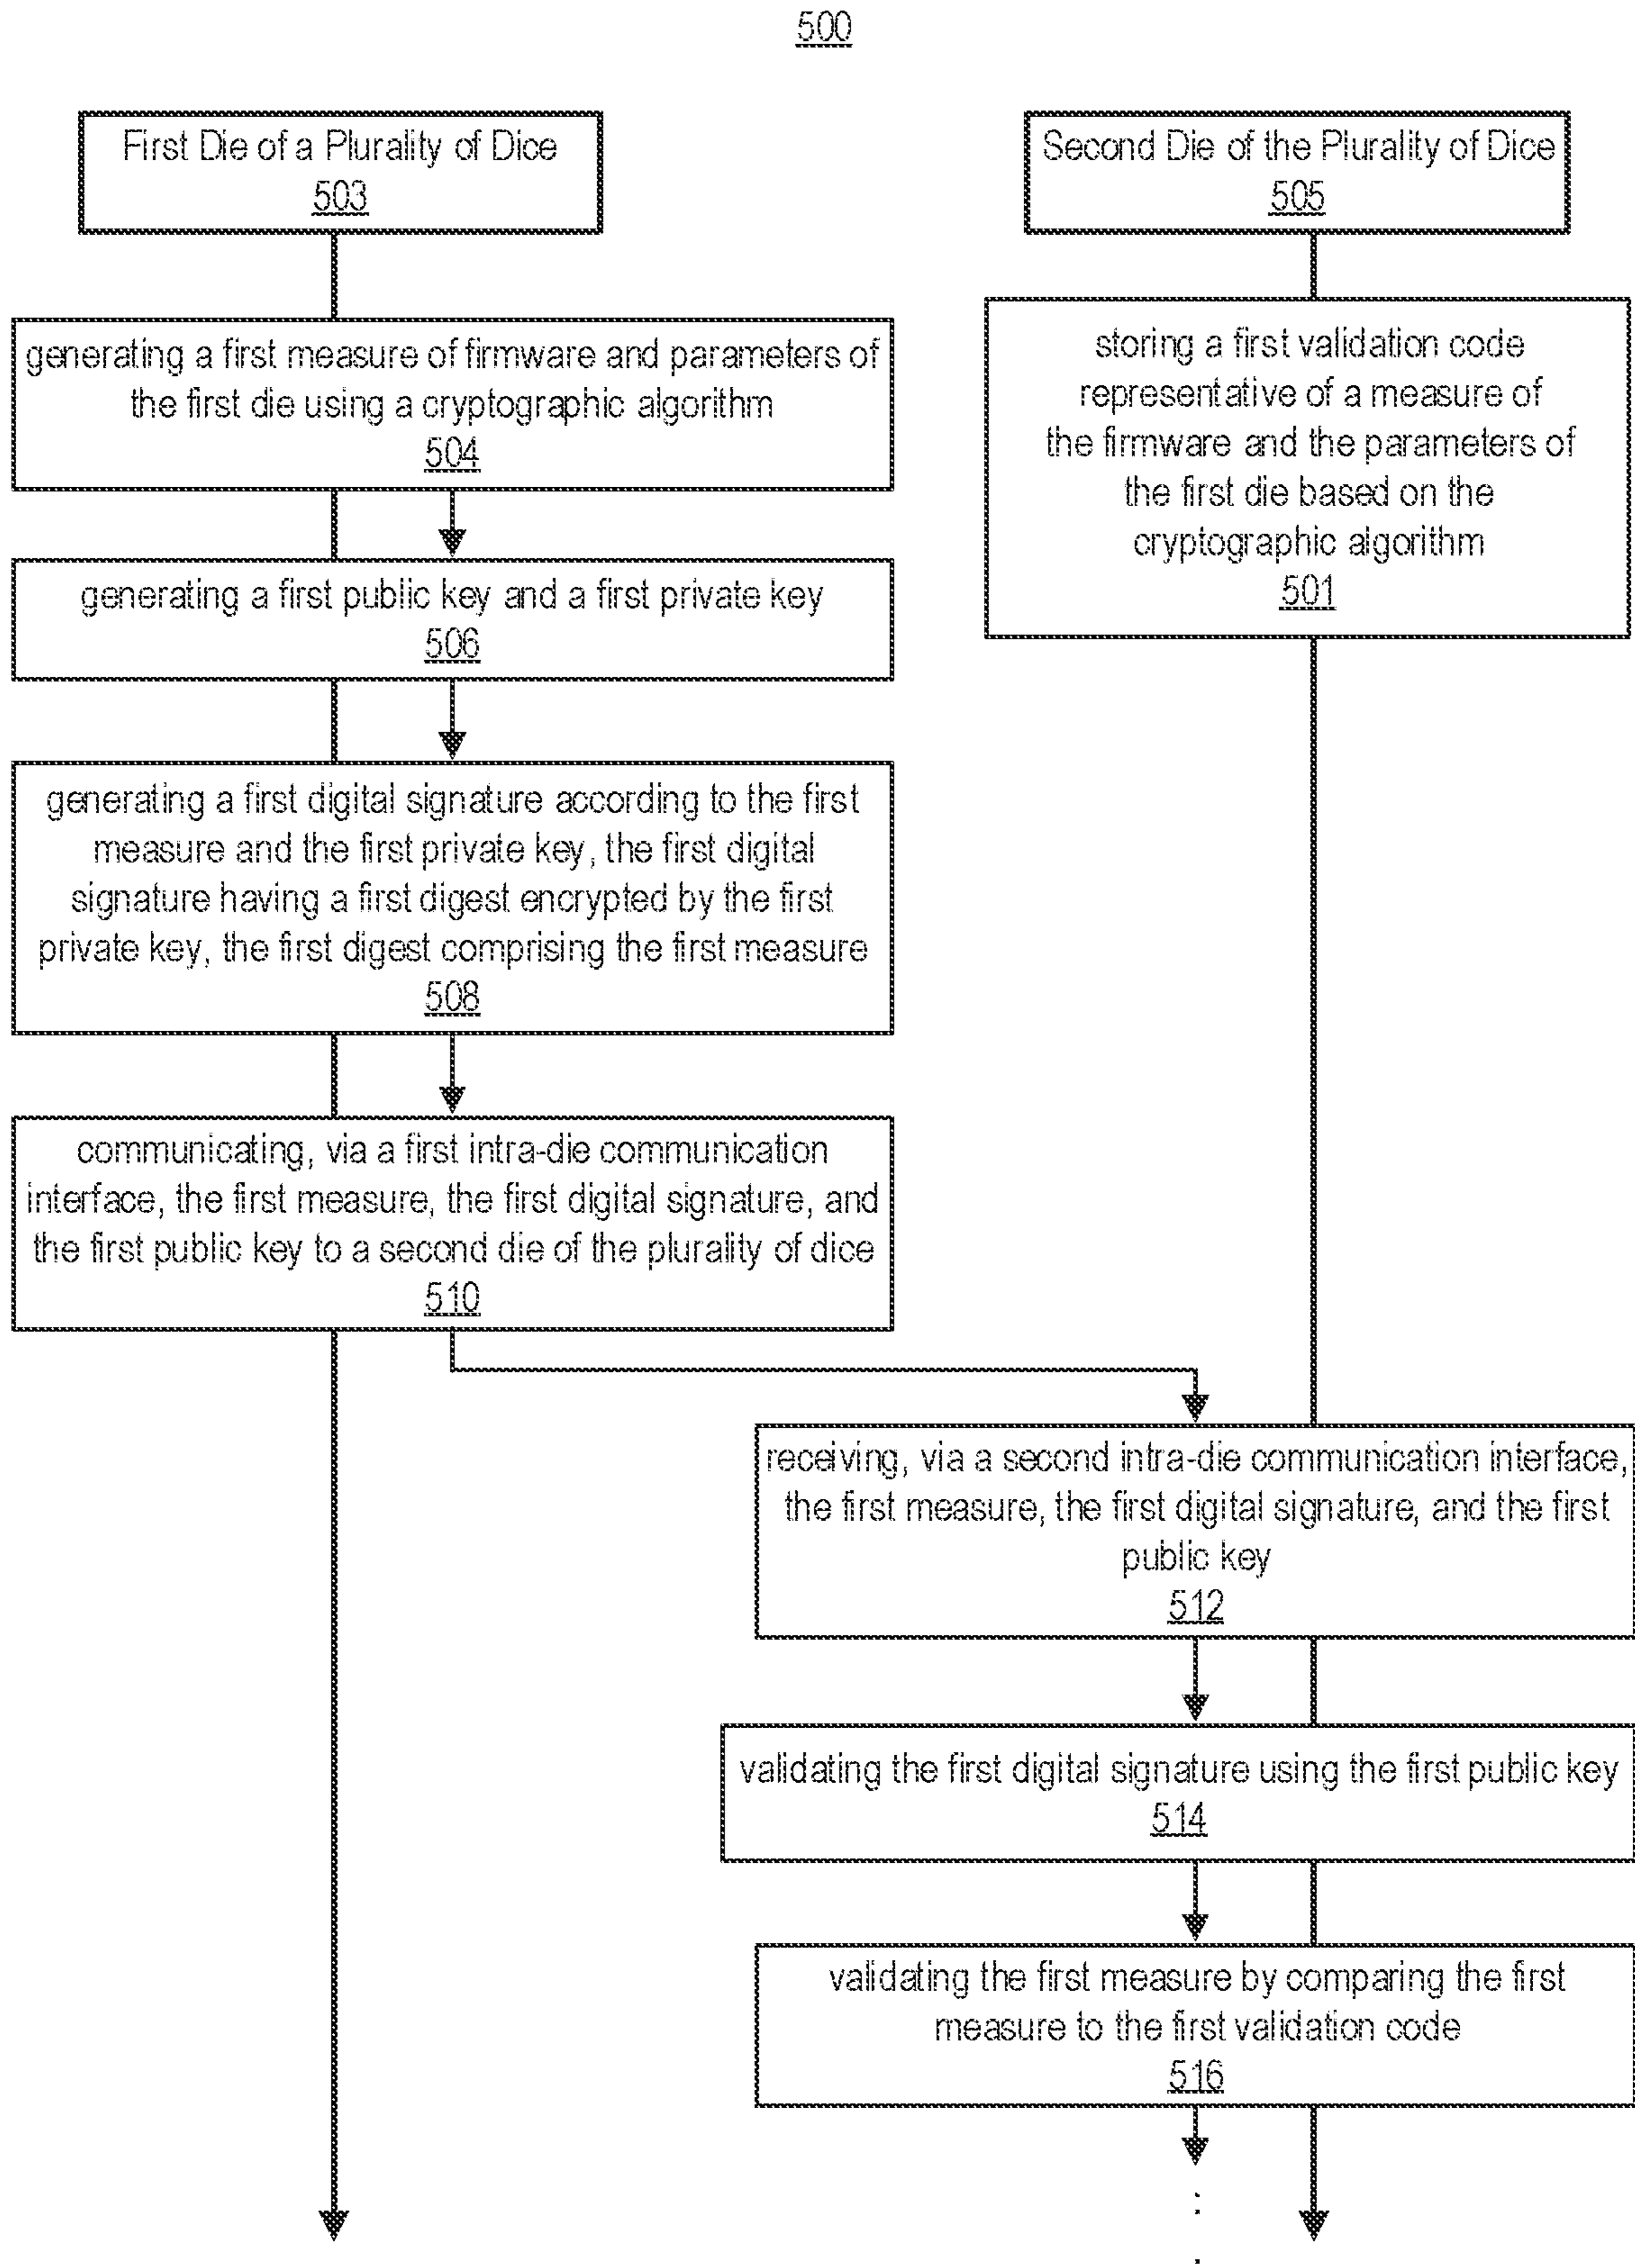 500
First Die of a Plurality of Dice
503
Second Die of the Plurality of Dice
505
generating a first measure of firmware and parameters of
the first die using a cryptographic algorithm
504
storing a first validation code
representative of a measure of
the firmware and the parameters of
the first die based on the
cryptographic algorithm
501
generating a first public key and a first private key
506
generating a first digital signature according to the first
measure and the first private key, the first digital
signature having a first digest encrypted by the first
private key, the first digest comprising the first measure
508
communicating, via a first intra-die communication
interface, the first measure, the first digital signature, and
the first public key to a second die of the plurality of dice
510
receiving, via a second intra-die communication interface,
the first measure, the first digital signature, and the first
public key
512
validating the first digital signature using the first public key
514
validating the first measure by comparing the first
measure to the first validation code
516